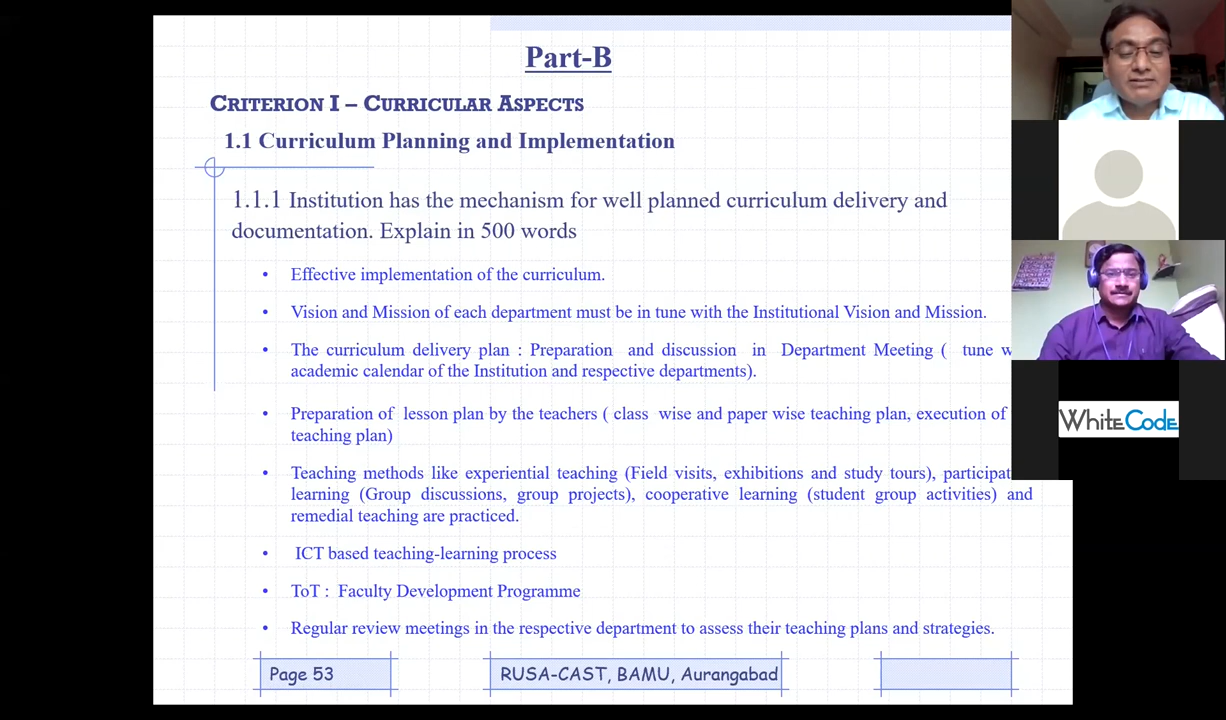 Part-B
CRITERION I – CURRICULAR ASPECTS
1.1 Curriculum Planning and Implementation
1.1.1 Institution has the mechanism for well planned curriculum delivery and
documentation. Explain in 500 words
• Effective implementation of the curriculum.
• Vision and Mission of each department must be in tune with the Institutional Vision and Mission.
• The curriculum delivery plan : Preparation and discussion in Department Meeting ( tune
academic calendar of the Institution and respective departments).
• Preparation of lesson plan by the teachers ( class wise and paper wise teaching plan, execution of
teaching plan)
• Teaching methods like experiential teaching (Field visits, exhibitions and study tours),
learning (Group discussions, group projects), cooperative learning (student group activities) and
remedial teaching are practiced.
• ICT based teaching-learning process
• ToT : Faculty Development Programme
• Regular review meetings in the respective department to assess their teaching plans and strategies.
Page 53
RUSA-CAST, BAMU, Aurangabad
WhiteCode